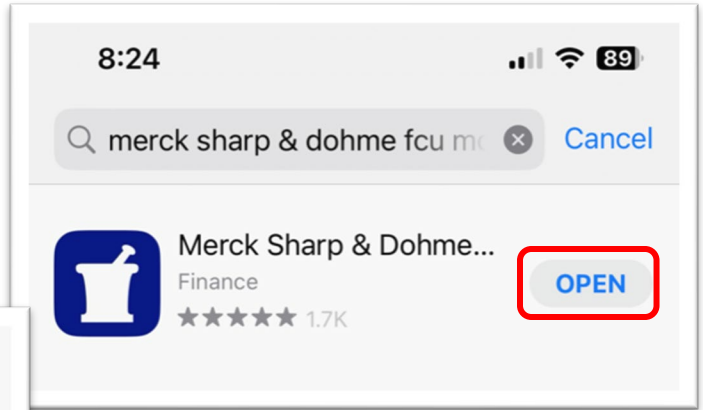 8:24
89
merck sharp & dohme fcu
Cancel
Merck Sharp & Dohme...
Finance
OPEN
1.7K